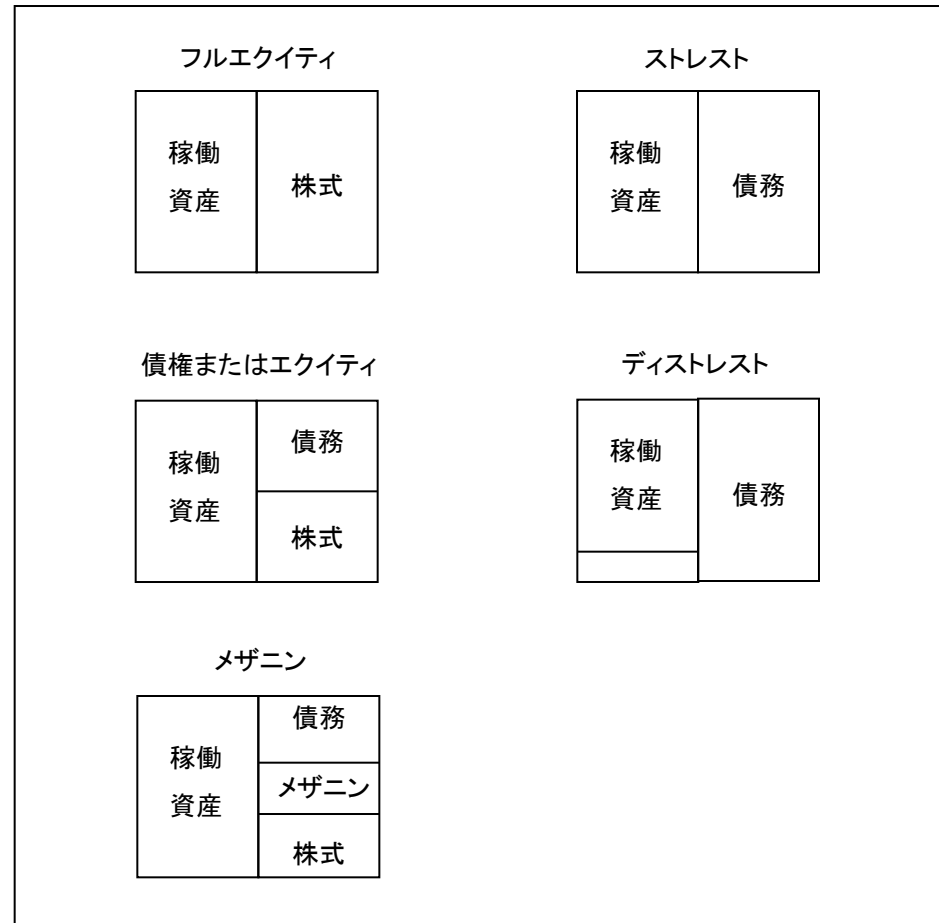 フルエクイティ
稼働
資産
株式
ストレスト
稼働
資産
債務
債権またはエクイティ
稼働
資産
債務
株式
ディストレスト
稼働
資産
債務
メザニン
稼働
資産
債務
メザニン
株式